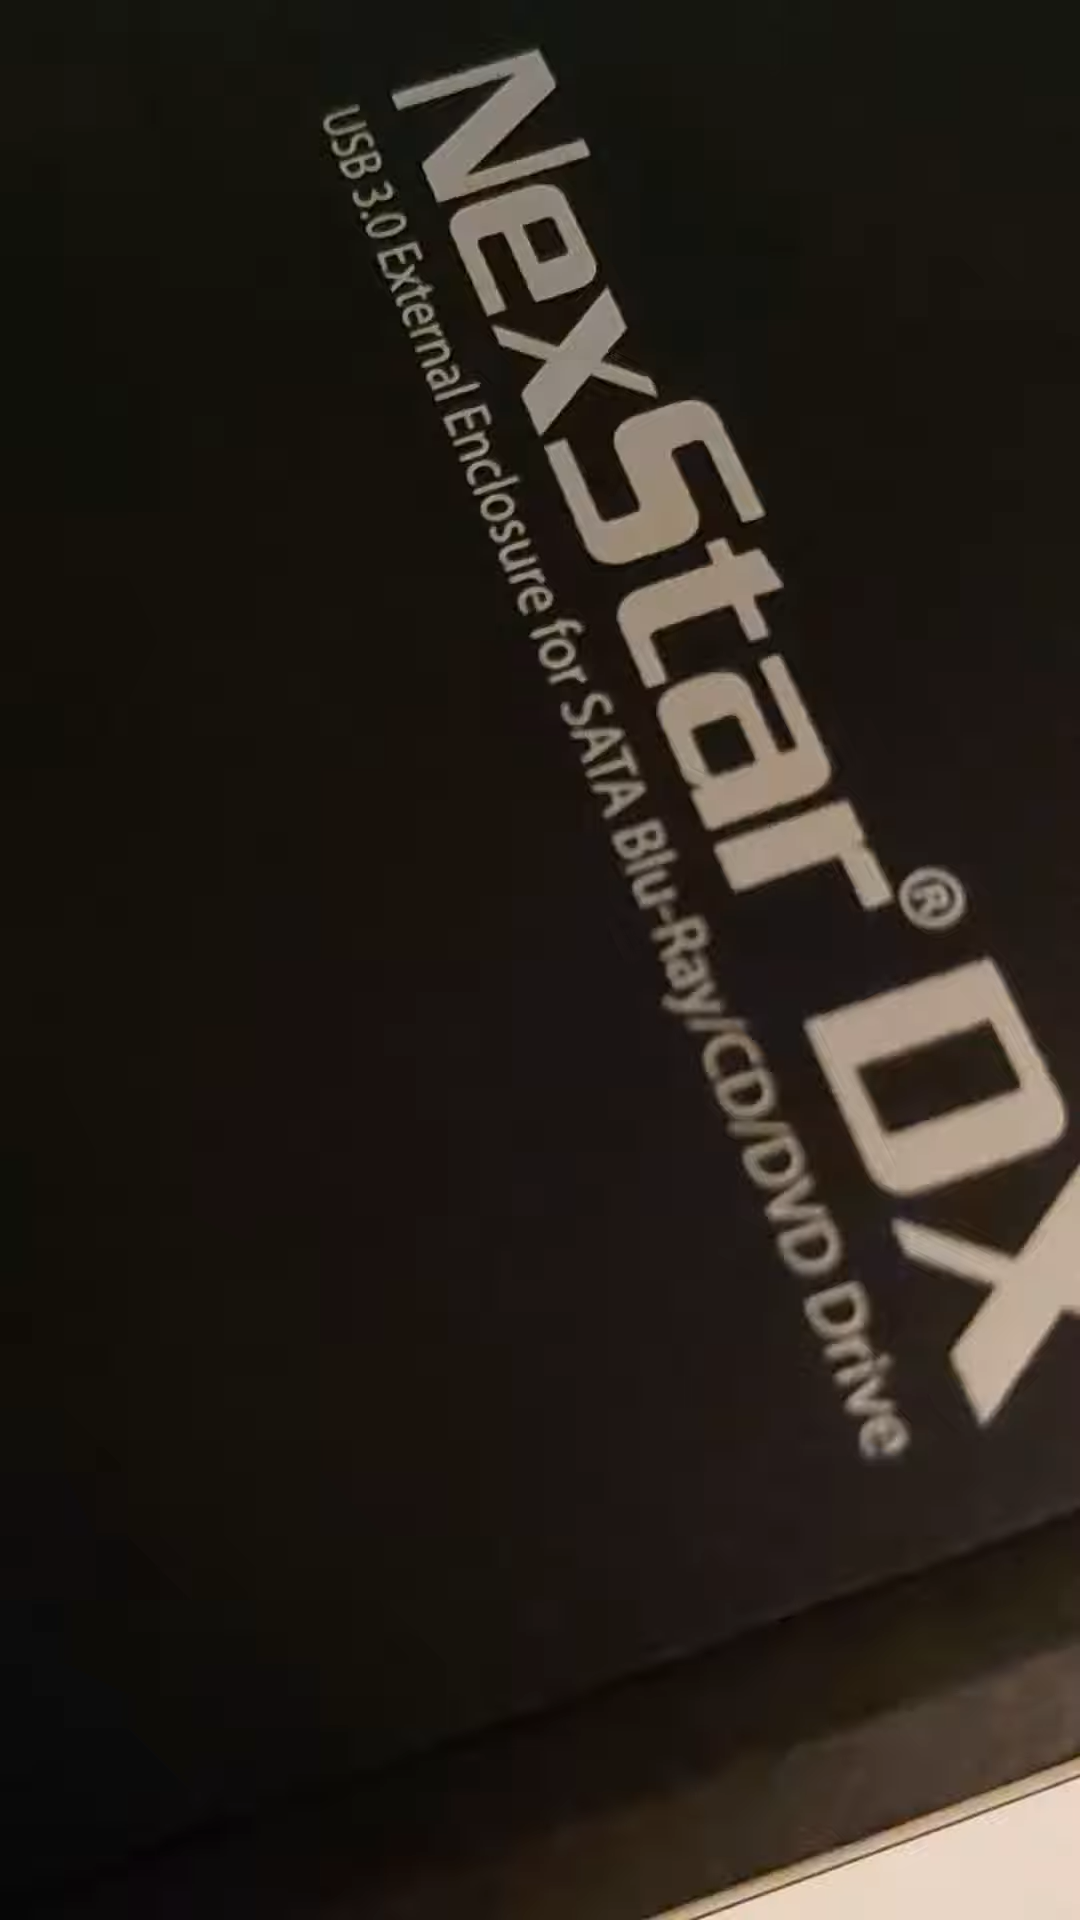 NexStar® DX
USB 3.0 External Enclosure for SATA Blu-Ray/CD/DVD Drive